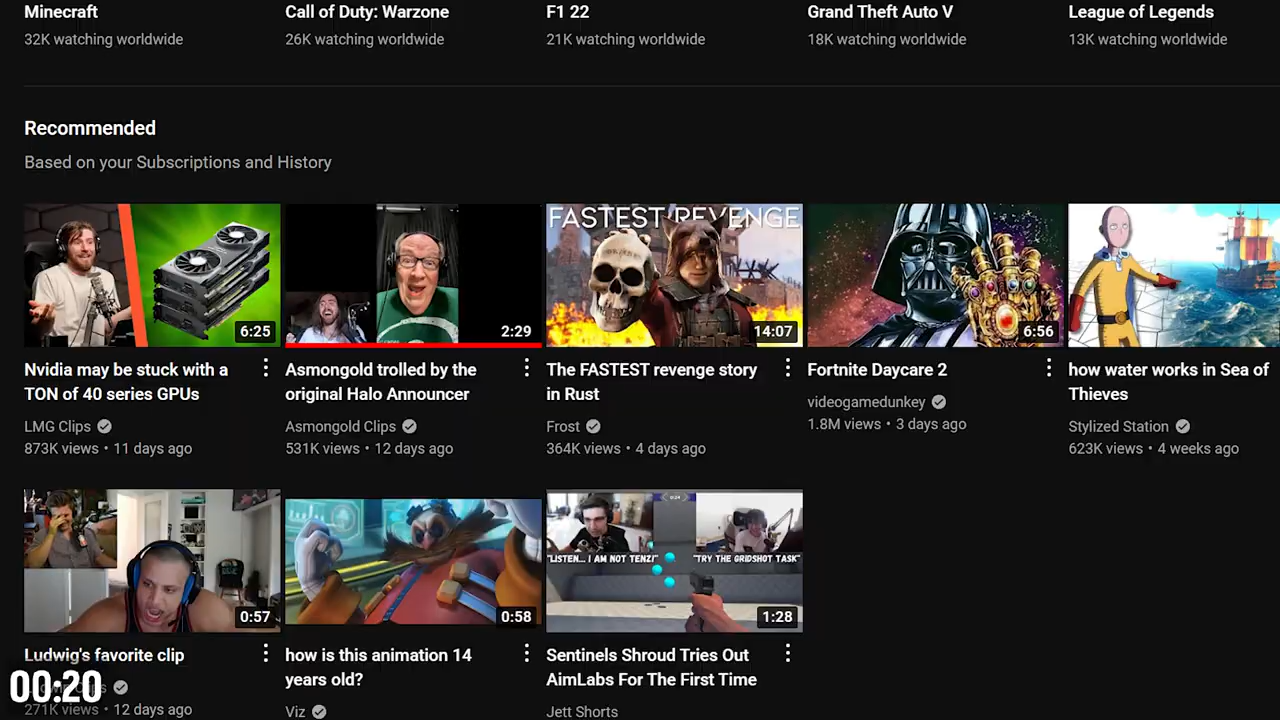 Minecraft
32K watching worldwide
Call of Duty: Warzone
26K watching worldwide
F1 22
21K watching worldwide
Grand Theft Auto V
18K watching worldwide
League of Legends
13K watching worldwide
Recommended
Based on your Subscriptions and History
6:25
Nvidia may be stuck with a
TON of 40 series GPUs
LMG Clips
873K views • 11 days ago
2:29
Asmongold trolled by the
original Halo Announcer
Asmongold Clips
531K views • 12 days ago
FASTEST REVENGE
14:07
The FASTEST revenge story
in Rust
Frost
364K views • 4 days ago
6:56
Fortnite Daycare 2
videogamedunkey
1.8M views • 3 days ago
how water works in Sea of
Thieves
Stylized Station
623K views • 4 weeks ago
0:57
Ludwig's favorite clip
271K views • 12 days ago
0:58
how is this animation 14
years old?
Viz
"LISTEN... I AM NOT TENZ!"
"TRY THE GRIDSHOT TASK"
1:28
Sentinels Shroud Tries Out
AimLabs For The First Time
Jett Shorts
00:20